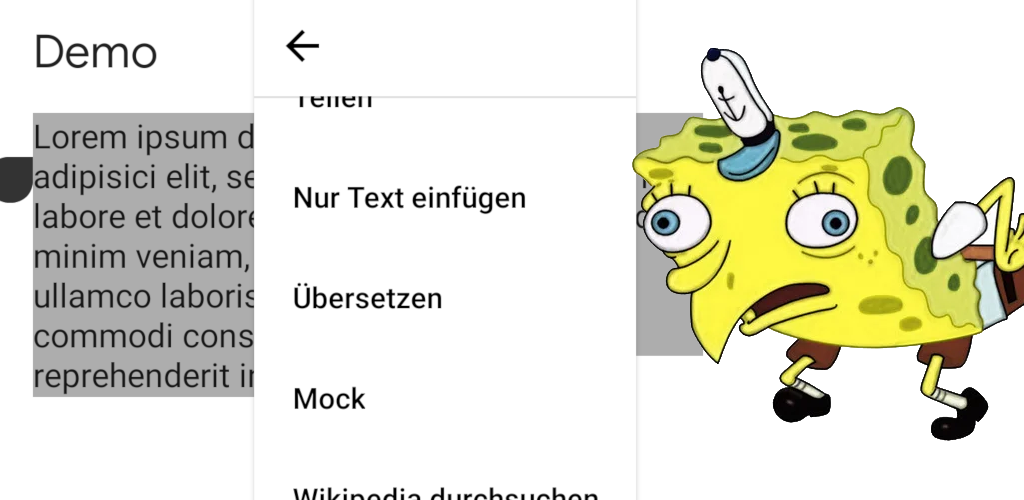 Demo
Lorem ipsum d
adipisici elit, se
labore et dolore
minim veniam,
ullamco laboris
commodi cons
reprehenderit in
Teilen
Nur Text einfügen
Übersetzen
Mock
Wikipedia durchsuchen